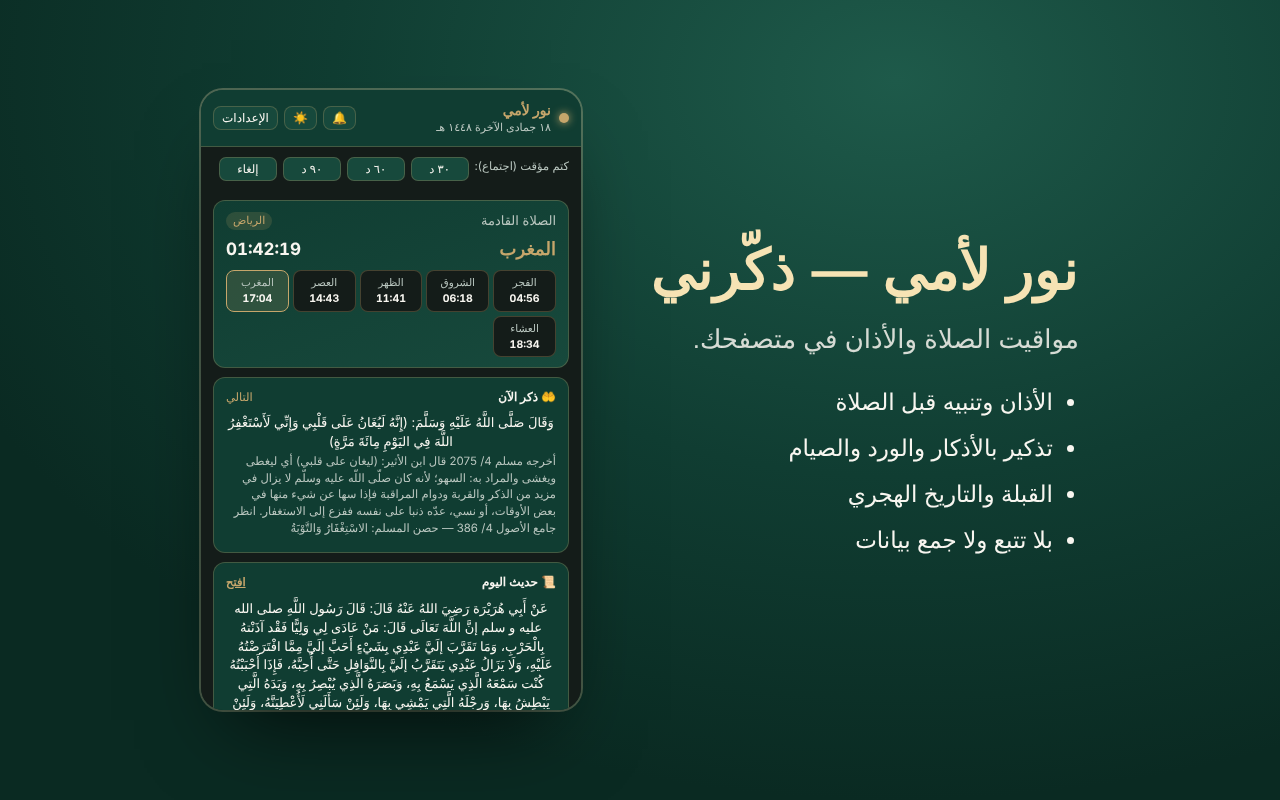 نور لأمي — ذكّرني
مواقيت الصلاة والأذان في متصفحك.
• الأذان وتنبيه قبل الصلاة
• تذكير بالأذكار والورد والصيام
• القبلة والتاريخ الهجري
• بلا تتبع ولا جمع بيانات
نور لأمي
١٨ جمادى الآخرة ١٤٤٨ هـ
🔔 ☀️ الإعدادات
كتم مؤقت (اجتماع): ٣٠ د ٦٠ د ٩٠ د إلغاء
الصلاة القادمة الرياض
المغرب 01:42:19
الفجر الشروق الظهر العصر المغرب
04:56 06:18 11:41 14:43 17:04
العشاء
18:34
🤲 ذكر الآن التالي
وَقَالَ صَلَّى اللَّهُ عَلَيْهِ وَسَلَّمَ: (إِنَّهُ لَيُغَانُ عَلَى قَلْبِي وَإِنِّي لَأَسْتَغْفِرُ
اللَّهَ فِي اليَوْمِ مِائَةَ مَرَّةٍ)
أخرجه مسلم 4/ 2075 قال ابن الأثير: (ليغان على قلبي) أي ليغطى
ويغشى والمراد به: السهو؛ لأنه كان صلّى اللّه عليه وسلّم لا يزال في
مزيد من الذكر والقربة ودوام المراقبة فإذا سها عن شيء منها في
بعض الأوقات، أو نسي، عدّه ذنبا على نفسه ففزع إلى الاستغفار. انظر
جامع الأصول 4/ 386 — حصن المسلم: الاسْتِغْفَارُ وَالتَّوْبَةُ
📜 حديث اليوم افتح
عَنْ أَبِي هُرَيْرَة رَضِيَ اللهُ عَنْهُ قَالَ: قَالَ رَسُول اللَّهِ صلى الله
عليه و سلم إنَّ اللَّهَ تَعَالَى قَالَ: مَنْ عَادَى لِي وَلِيًّا فَقْد آذَنْتهُ
بِالْحَرْبِ، وَمَا تَقَرَّبَ إلَيَّ عَبْدِي بِشَيْءٍ أَحَبَّ إلَيَّ مِمَّا افْتَرَضْتُهُ
عَلَيْهِ، وَلَا يَزَالُ عَبْدِي يَتَقَرَّبُ إلَيَّ بِالنَّوَافِلِ حَتَّى أُحِبَّهُ، فَإِذَا أَحْبَبْتُهُ
كُنْت سَمْعَهُ الَّذِي يَسْمَعُ بِهِ، وَبَصَرَهُ الَّذِي يُبْصِرُ بِهِ، وَيَدَهُ الَّتِي
يَبْطِشُ بِهَا، وَرِجْلَهُ الَّتِي يَمْشِي بِهَا، وَلَئِنْ سَأَلَنِي لَأُعْطِيَنَّهُ، وَلَئِنْ